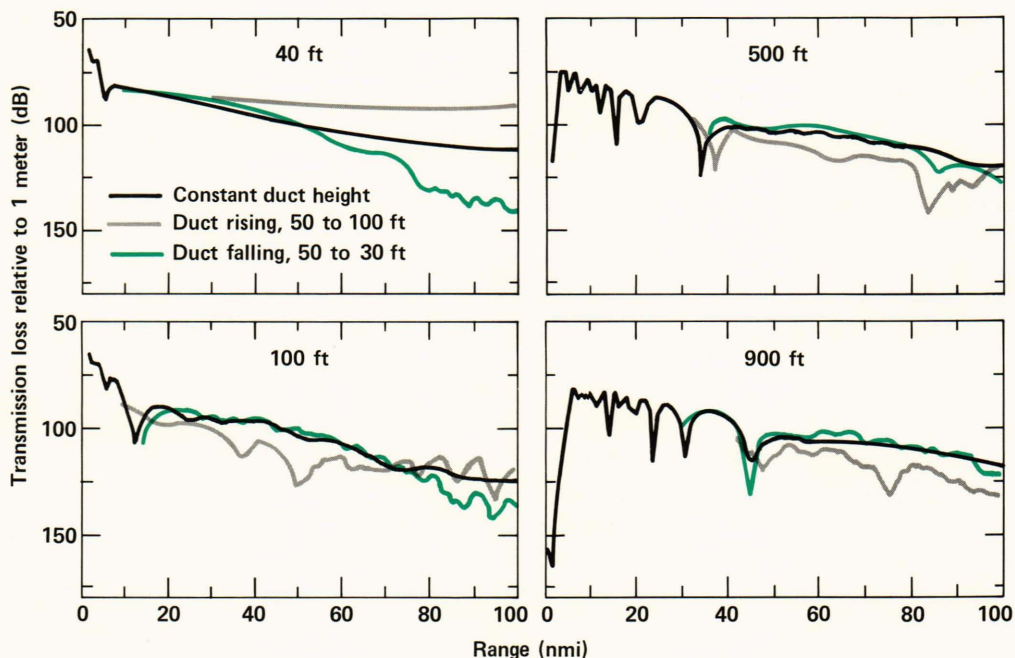 Transmission loss relative to 1 meter (dB)
50
100
150
40 ft
Constant duct height
Duct rising, 50 to 100 ft
Duct falling, 50 to 30 ft
500 ft
50
100
150
100 ft
0 20 40 60 80 100
900 ft
0 20 40 60 80 100
Range (nmi)